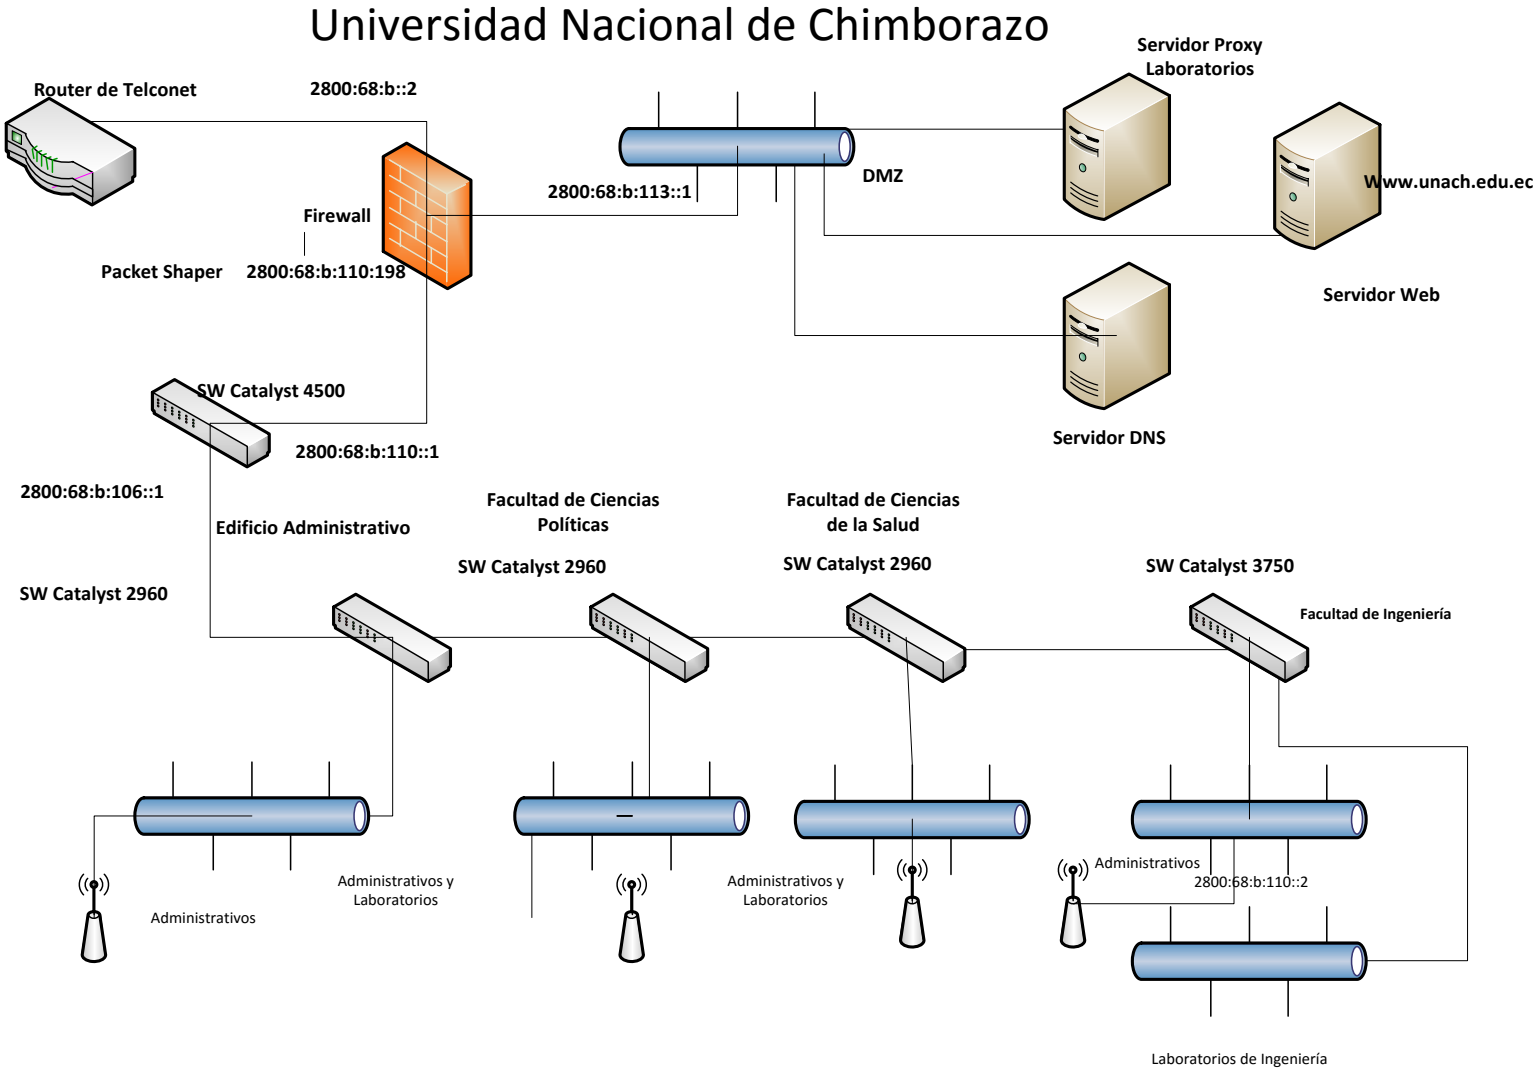 Universidad Nacional de Chimborazo
Servidor Proxy
Laboratorios
Router de Telconet
2800:68:b::2
DMZ
Www.unach.edu.ec
2800:68:b:113::1
Firewall
Packet Shaper
2800:68:b:110:198
Servidor Web
SW Catalyst 4500
Servidor DNS
2800:68:b:110::1
2800:68:b:106::1
Edificio Administrativo
Facultad de Ciencias
Políticas
Facultad de Ciencias
de la Salud
SW Catalyst 2960
SW Catalyst 2960
SW Catalyst 2960
SW Catalyst 3750
Facultad de Ingeniería
Administrativos
Administrativos y
Laboratorios
Administrativos y
Laboratorios
Administrativos
2800:68:b:110::2
Laboratorios de Ingeniería